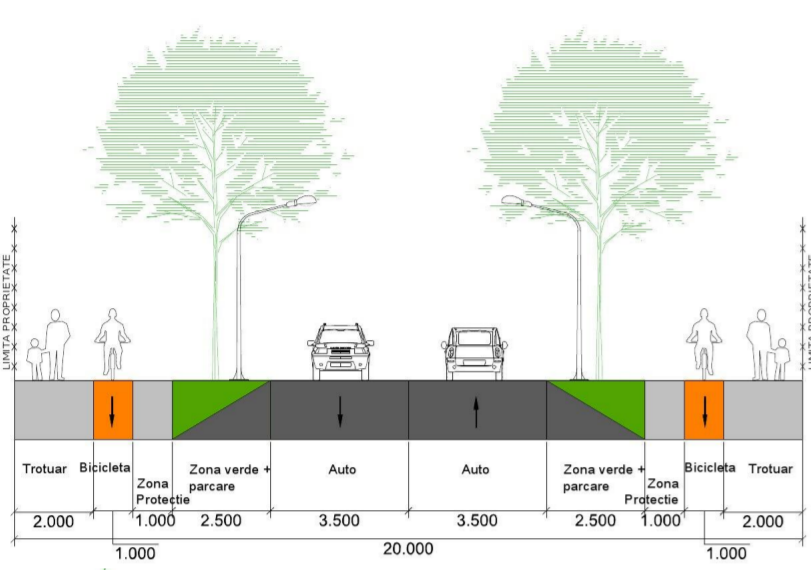 LIMITA PROPRIETATE
Trotuar
Bicicleta
Zona
Protectie
Zona verde +
parcare
Auto
Auto
Zona verde +
parcare
Zona
Protectie
Bicicleta
Trotuar
LIMITA PROPRIETATE
2.000
1.000
2.500
3.500
3.500
2.500
1.000
2.000
1.000
20.000
1.000